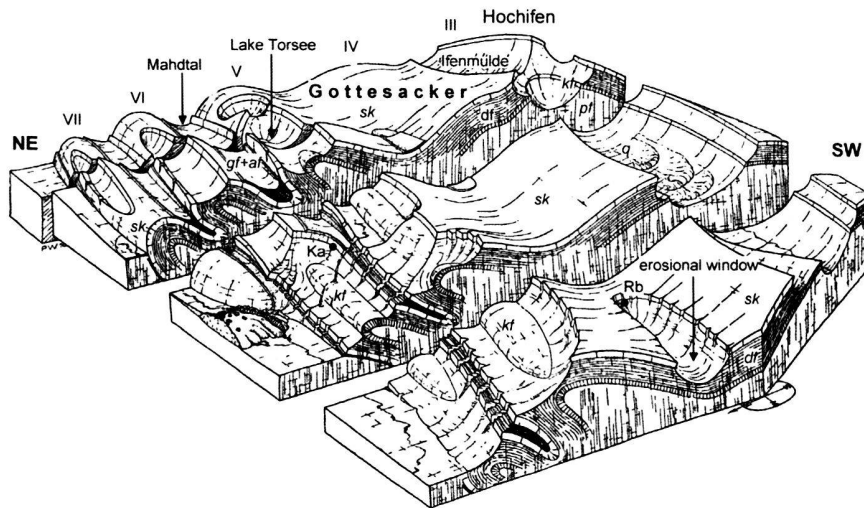 III Hochifen
Lake Torsee IV
Mahdtal V Ifenmulde
VI Gottesacker kf
VII sk df pf
NE gf+af q SW
sk sk
erosional window
Ka Rb sk
kf kf df